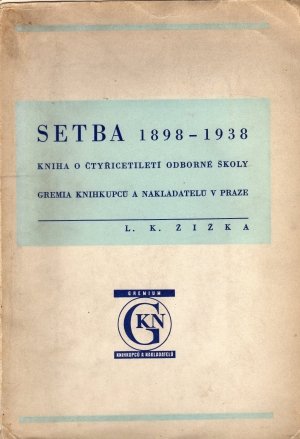 SETBA 1898-1938
KNIHA O ČTYŘICETILETÍ ODBORNÉ ŠKOLY
GREMIA KNIHKUPCŮ A NAKLADATELŮ V PRAZE
L. K. ŽIŽKA
GREMIUM
GKN
KNIHKUPCŮ A NAKLADATELŮ